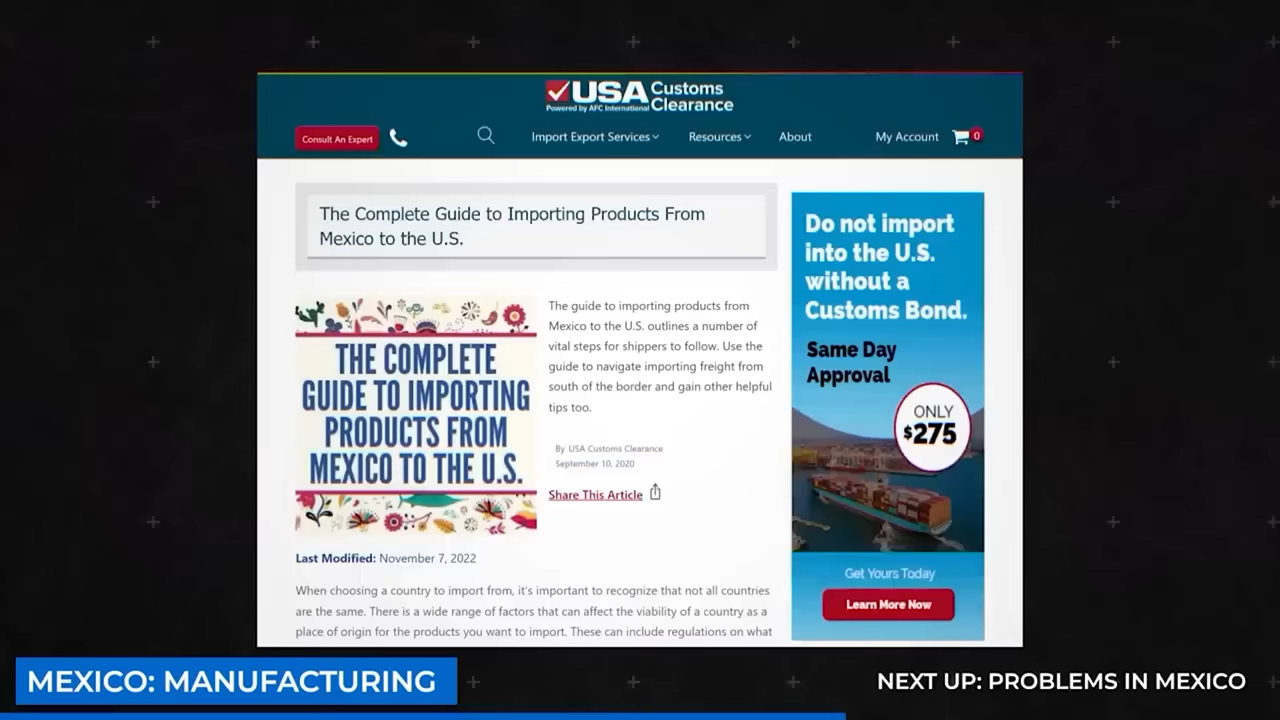 USA Customs Clearance
Powered by AFC International
Consult An Expert
Import Export Services
Resources
About
My Account
0
The Complete Guide to Importing Products From
Mexico to the U.S.
THE COMPLETE
GUIDE TO IMPORTING
PRODUCTS FROM
MEXICO TO THE U.S.
The guide to importing products from
Mexico to the U.S. outlines a number of
vital steps for shippers to follow. Use the
guide to navigate importing freight from
south of the border and gain other helpful
tips too.
By USA Customs Clearance
September 10, 2020
Share This Article
Last Modified: November 7, 2022
When choosing a country to import from, it's important to recognize that not all countries
are the same. There is a wide range of factors that can affect the viability of a country as a
place of origin for the products you want to import. These can include regulations on what
Do not import
into the U.S.
without a
Customs Bond.
Same Day
Approval
ONLY
$275
Get Yours Today
Learn More Now
MEXICO: MANUFACTURING
NEXT UP: PROBLEMS IN MEXICO